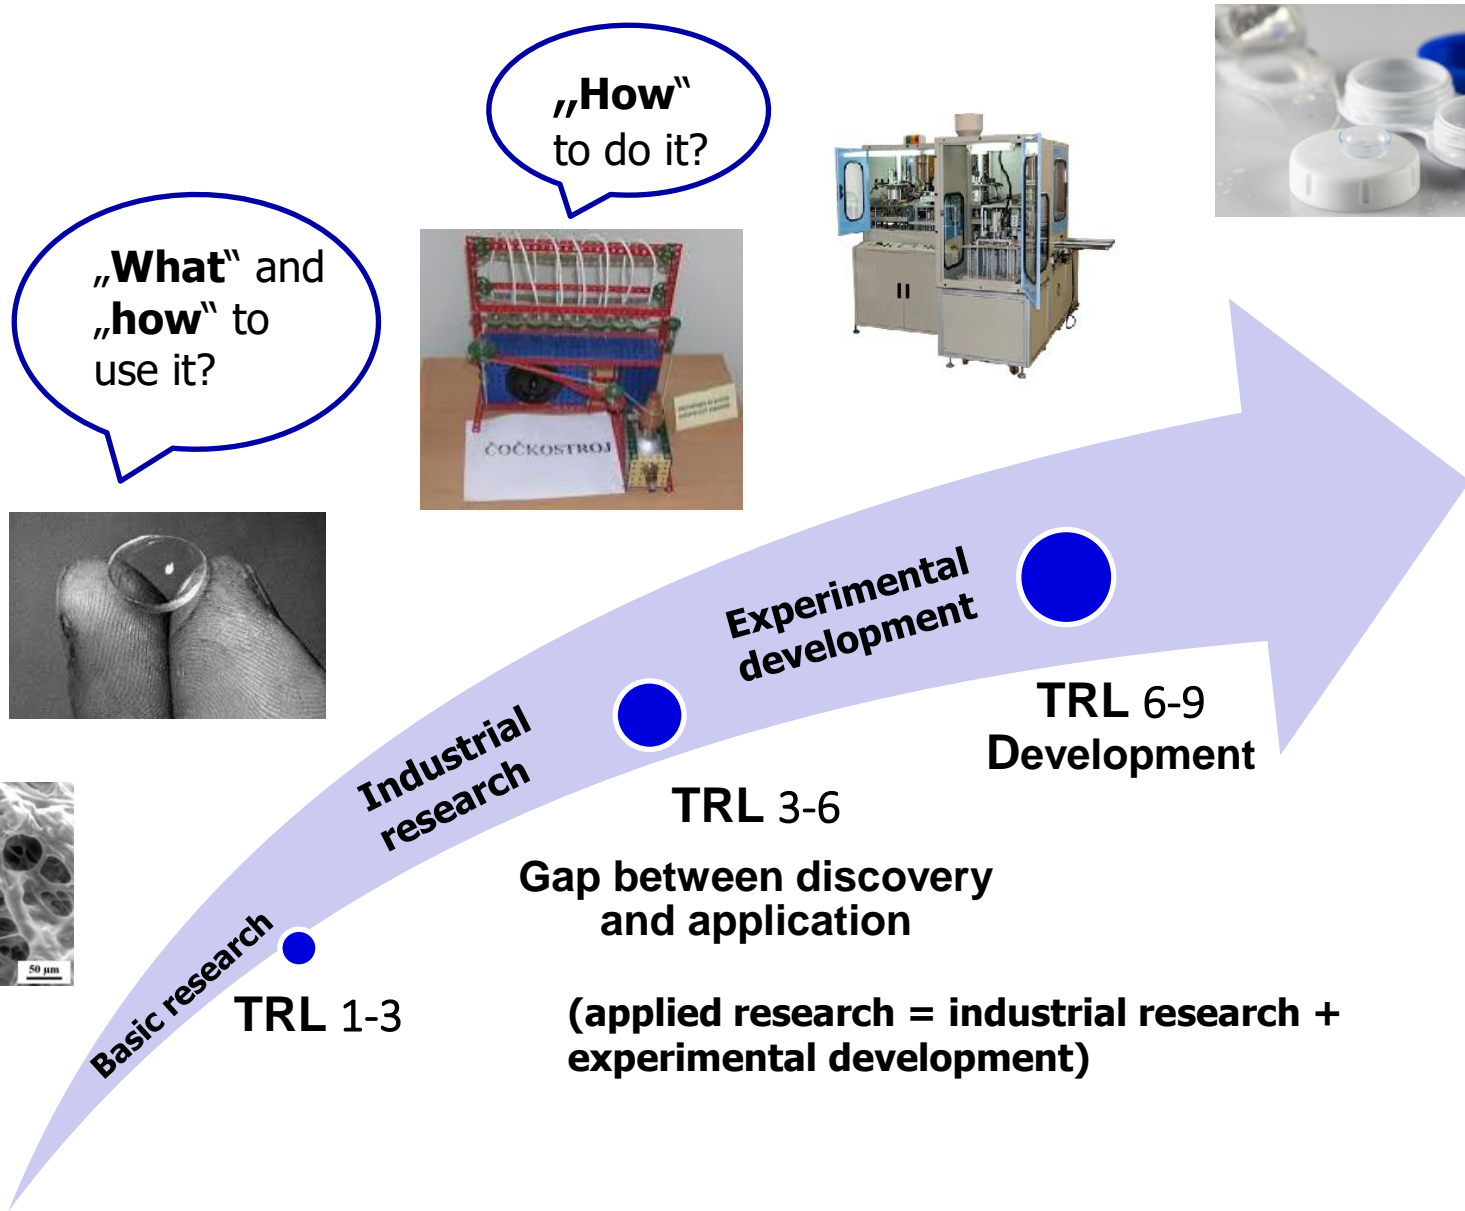 „How“
to do it?
„What“ and
„how“ to
use it?
ČOČKOSTROJ
Experimental
development
Industrial
research
Basic research
TRL 6-9
Development
TRL 3-6
Gap between discovery
and application
50 µm
TRL 1-3
(applied research = industrial research +
experimental development)